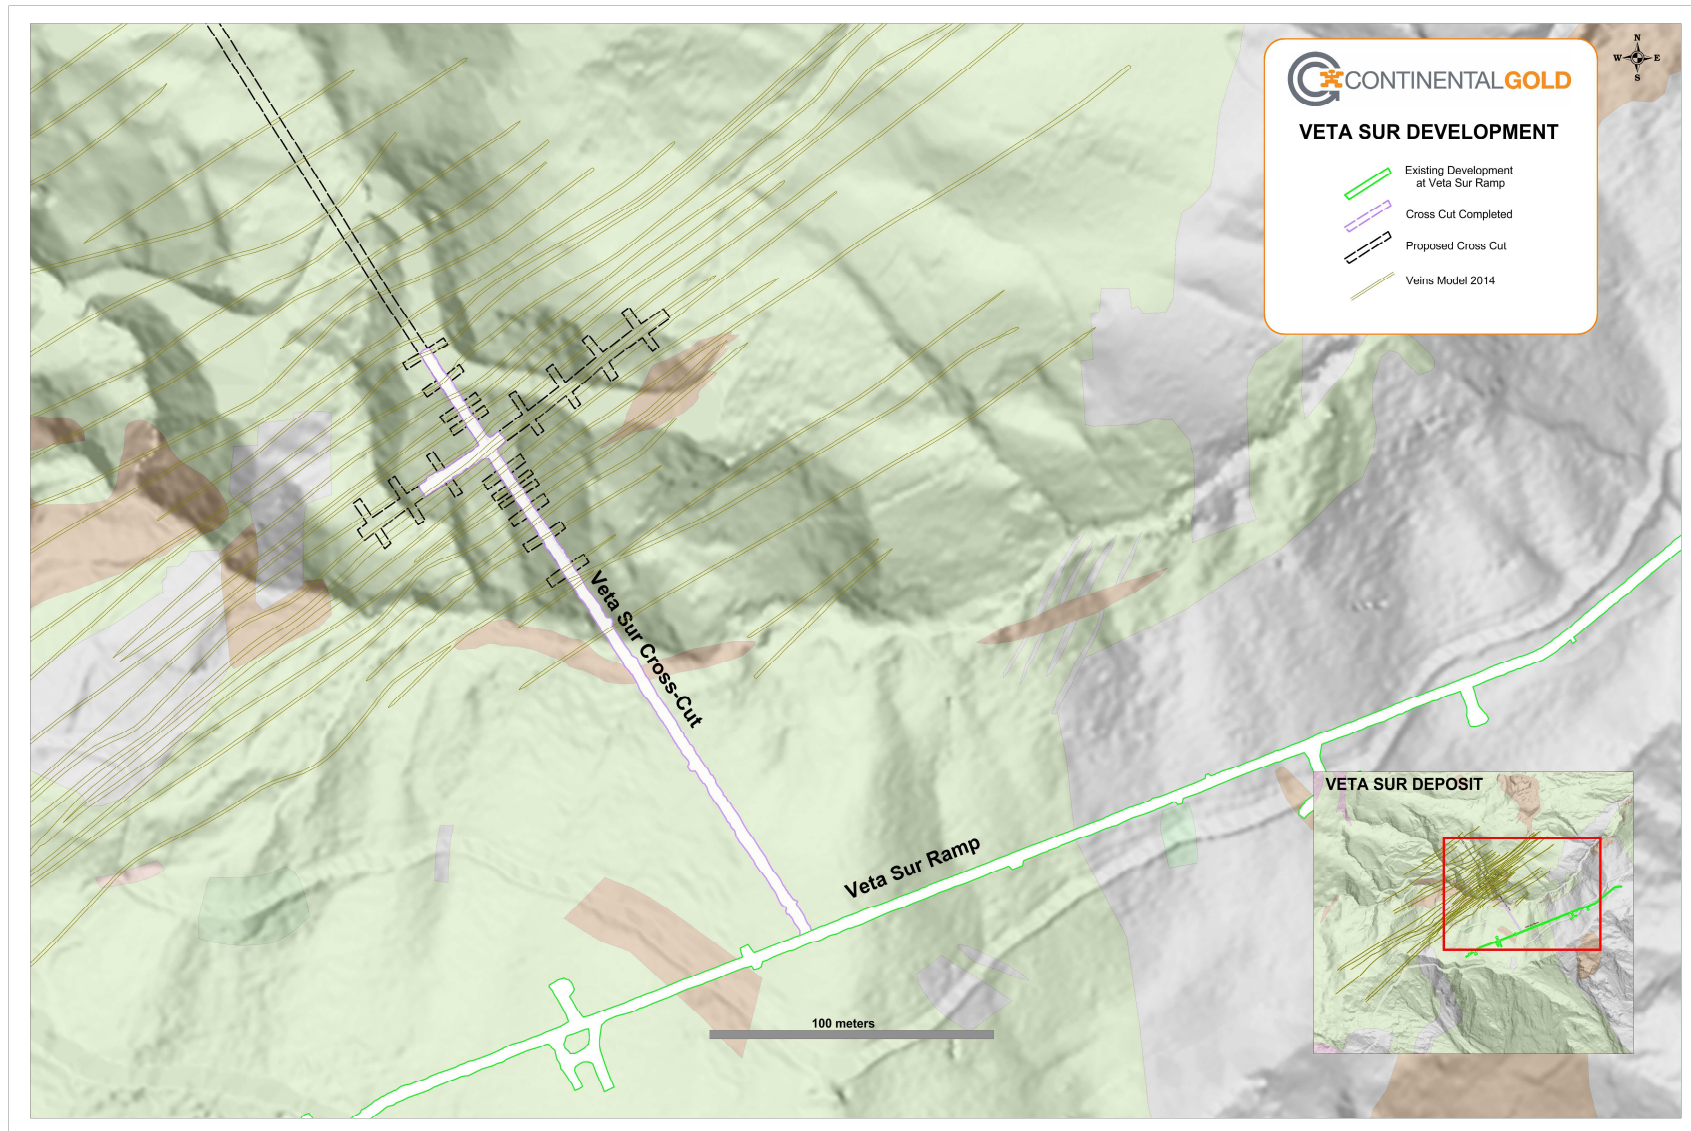 N
W E
S
CONTINENTALGOLD
VETA SUR DEVELOPMENT
Existing Development
at Veta Sur Ramp
Cross Cut Completed
Proposed Cross Cut
Veins Model 2014
Veta Sur Cross-Cut
Veta Sur Ramp
VETA SUR DEPOSIT
100 meters